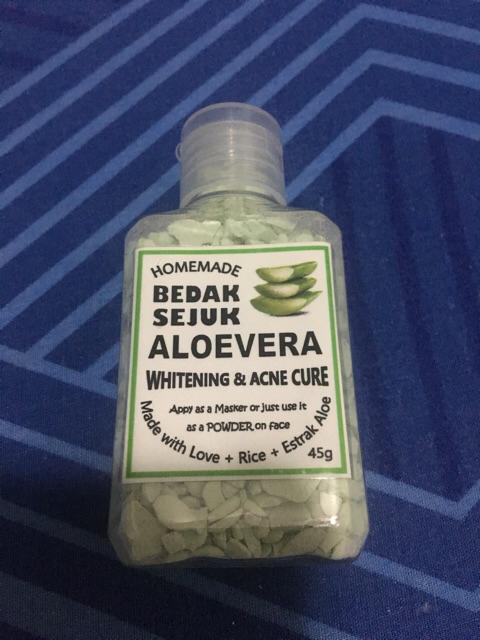 HOMEMADE
BEDAK
SEJUK
ALOEVERA
WHITENING & ACNE CURE
Appy as a Masker or just use it
as a POWDER on face
Made with Love + Rice + Estrak Aloe
45g